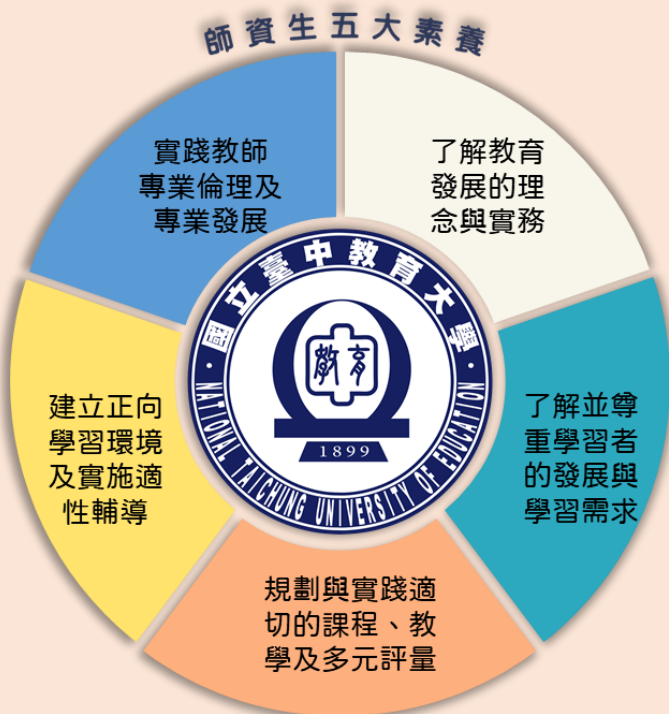 師資生五大素養
實踐教師
專業倫理及
專業發展
了解教育
發展的理
念與實務
國立臺中教育大學
教育
1899
NATIONAL TAICHUNG UNIVERSITY OF EDUCATION
建立正向
學習環境
及實施適
性輔導
了解並尊
重學習者
的發展與
學習需求
規劃與實踐適
切的課程、教
學及多元評量